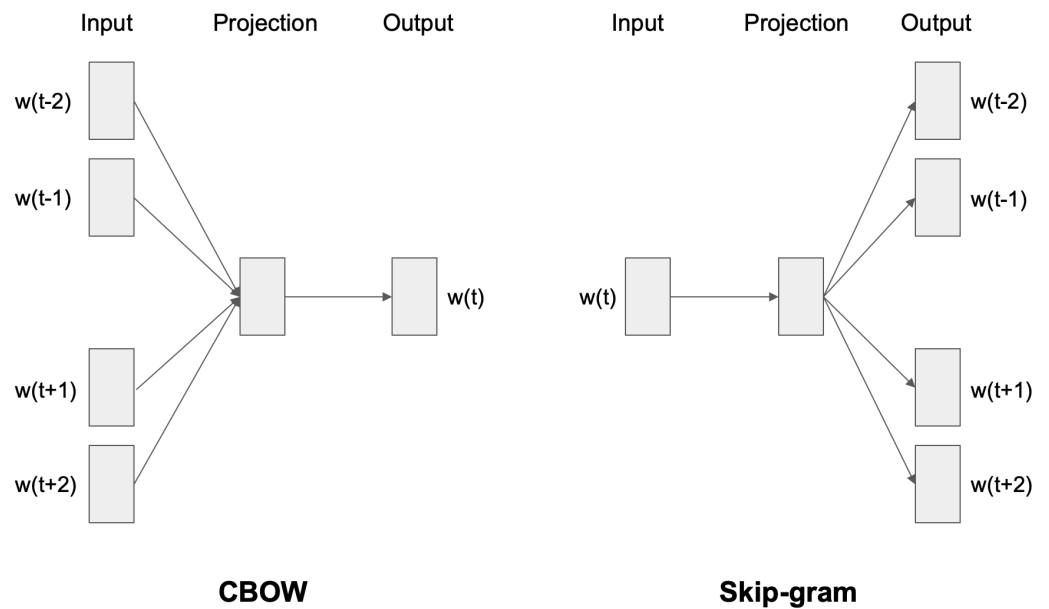 Input Projection Output
w(t-2)
w(t-1)
w(t)
w(t+1)
w(t+2)
CBOW
Input Projection Output
w(t-2)
w(t-1)
w(t)
w(t+1)
w(t+2)
Skip-gram